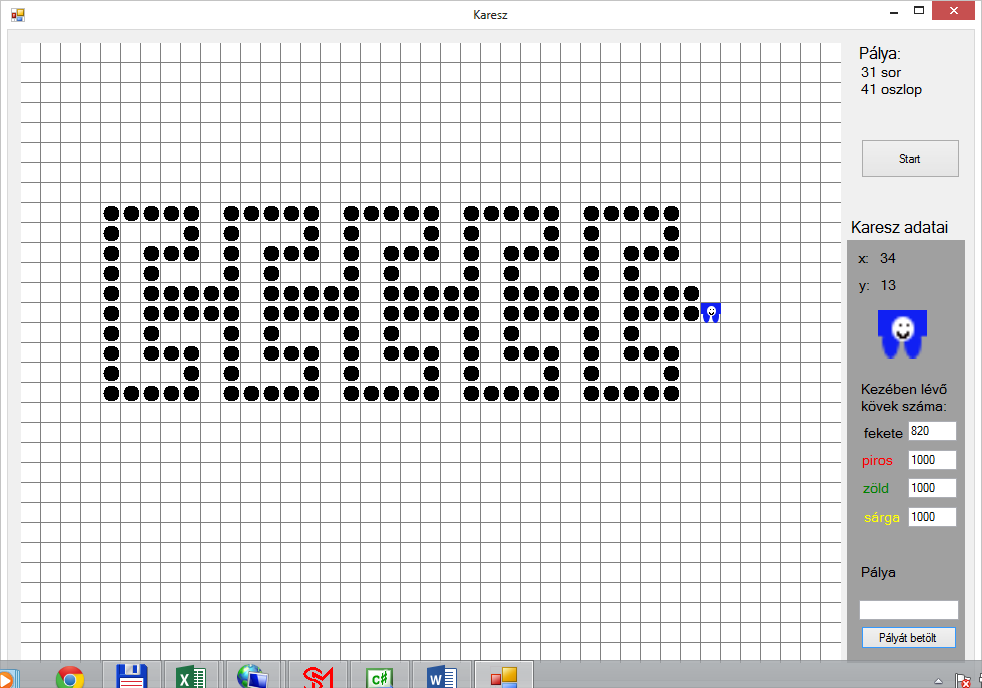 Karesz
Pálya:
31 sor
41 oszlop
Start
Karesz adatai
x: 34
y: 13
Kezében lévő
kövek száma:
fekete 820
piros 1000
zöld 1000
sárga 1000
Pálya
Pályát betölt